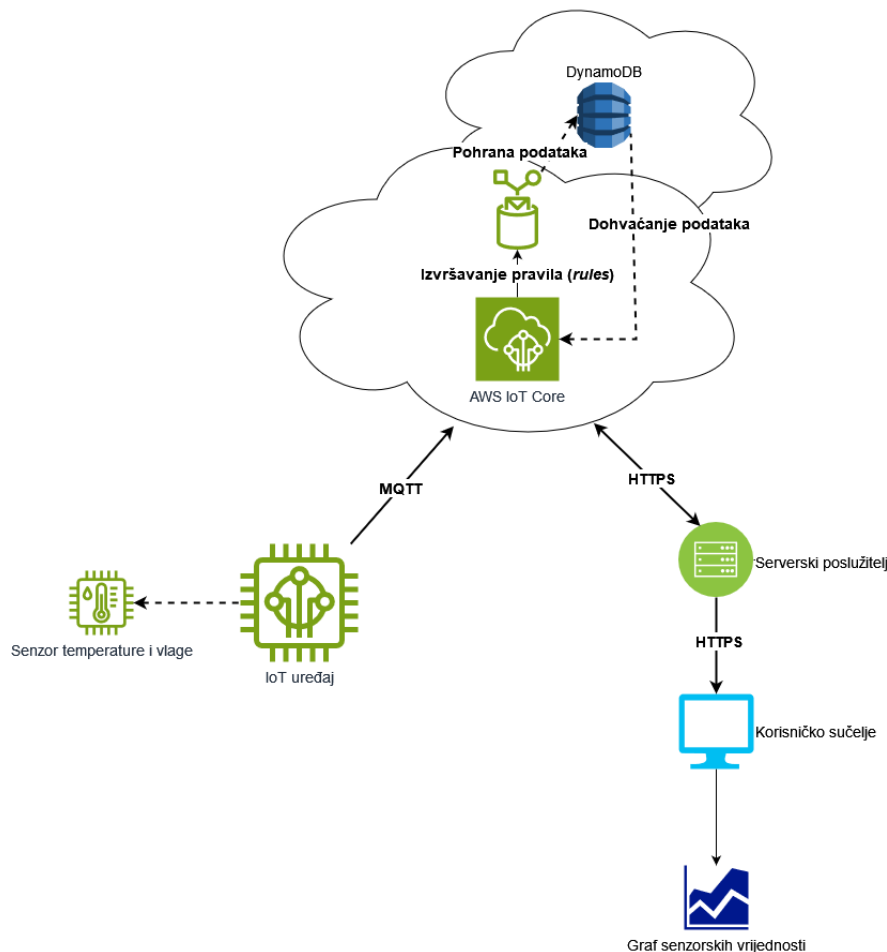 DynamoDB
Pohrana podataka
Dohvaćanje podataka
Izvršavanje pravila (rules)
AWS IoT Core
MQTT
HTTPS
Serverski poslužitelj
Senzor temperature i vlage
IoT uređaj
HTTPS
Korisničko sučelje
Graf senzorskih vrijednosti